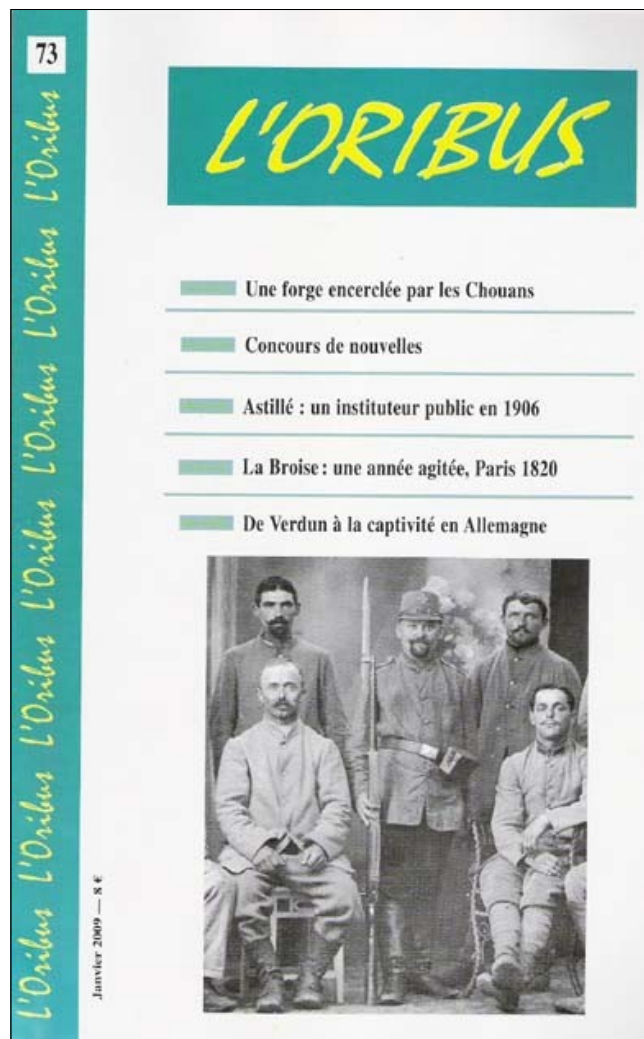 73
L'ORIBUS
Une forge encerclée par les Chouans
Concours de nouvelles
Astillé : un instituteur public en 1906
La Broise : une année agitée, Paris 1820
De Verdun à la captivité en Allemagne
Janvier 2009 — 8 €
L'Oribus L'Oribus L'Oribus L'Oribus L'Oribus L'Oribus L'Oribus